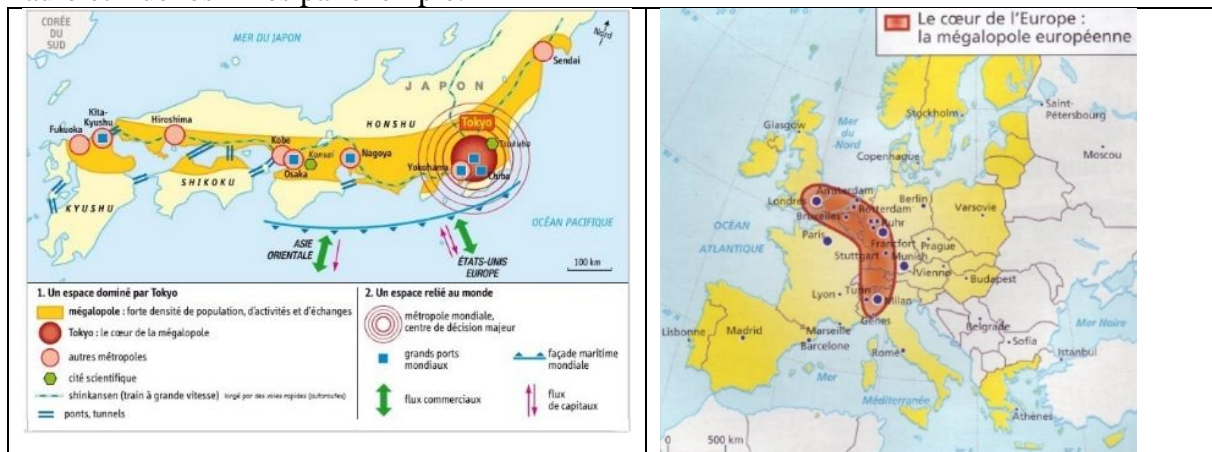 CORÉE
DU
SUD
MER DU JAPON
Nord
Sendai
JAPON
HONSHU
Tokyo
Tsukuba
Kita-
Kyushu
Fukuoka
Hiroshima
Kobe
Kansai
Osaka
Nagoya
Yokohama
Chiba
SHIKOKU
KYUSHU
OCÉAN PACIFIQUE
ASIE
ORIENTALE
ÉTATS-UNIS
EUROPE
100 km
1. Un espace dominé par Tokyo
mégalopole : forte densité de population, d'activités et d'échanges
Tokyo : le cœur de la mégalopole
autres métropoles
cité scientifique
shinkansen (train à grande vitesse) longé par des voies rapides (autoroutes)
ponts, tunnels
2. Un espace relié au monde
métropole mondiale,
centre de décision majeur
grands ports
mondiaux
façade maritime
mondiale
flux commerciaux
flux
de capitaux
Le cœur de l'Europe :
la mégalopole européenne
Stockholm
Saint-
Pétersbourg
Glasgow
Mer
du
Nord
Moscou
Copenhague
Amsterdam
Londres
Berlin
Rotterdam
Varsovie
Bruxelles
Ruhr
OCÉAN
ATLANTIQUE
Paris
Francfort
Prague
Stuttgart
Munich
Vienne
Budapest
Lyon
Turin
Milan
Gênes
Belgrade
Mer Noire
Marseille
Sofia
Lisbonne
Madrid
Barcelone
Rome
Istanbul
Mer
Méditerranée
Athènes
0 500 km